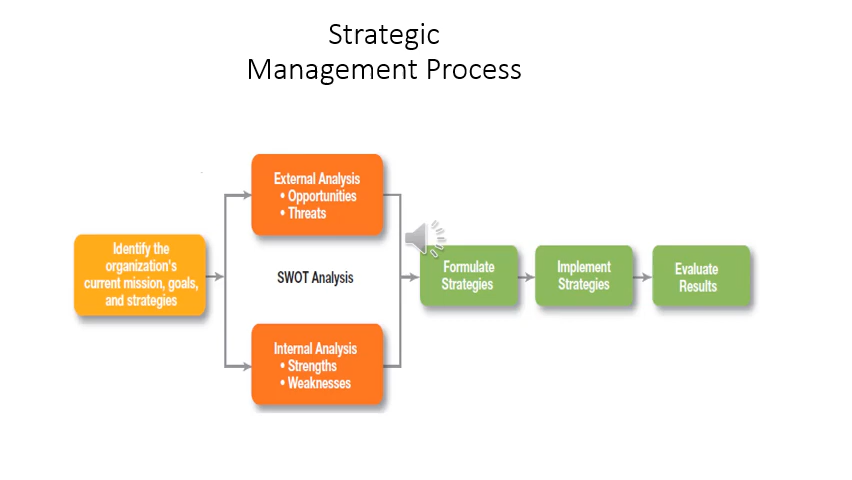 Strategic
Management Process
Identify the
organization's
current mission, goals,
and strategies
External Analysis
• Opportunities
• Threats
SWOT Analysis
Internal Analysis
• Strengths
• Weaknesses
Formulate
Strategies
Implement
Strategies
Evaluate
Results